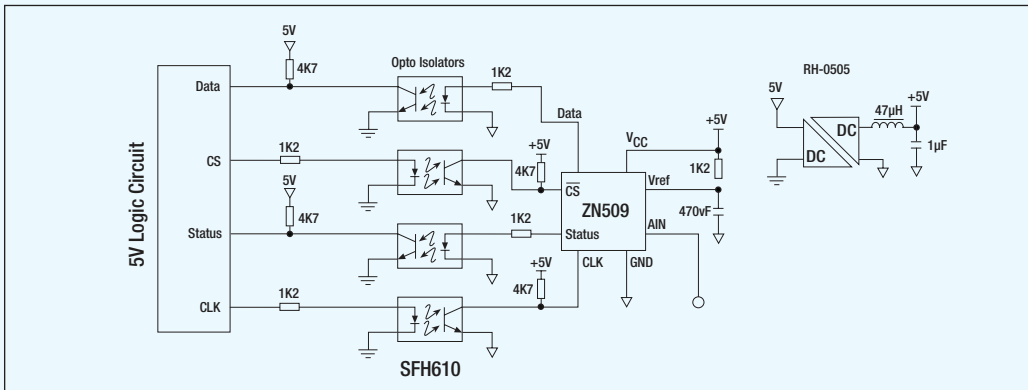 5V
4K7
Opto Isolators
1K2
RH-0505
Data
Data
5V
+5V
47µH
+5V
DC
DC
1µF
CS
1K2
+5V
4K7
VCC
1K2
5V
4K7
CS
Vref
ZN509
470vF
Status
1K2
Status
AIN
5V Logic Circuit
+5V
4K7
CLK
GND
CLK
1K2
SFH610